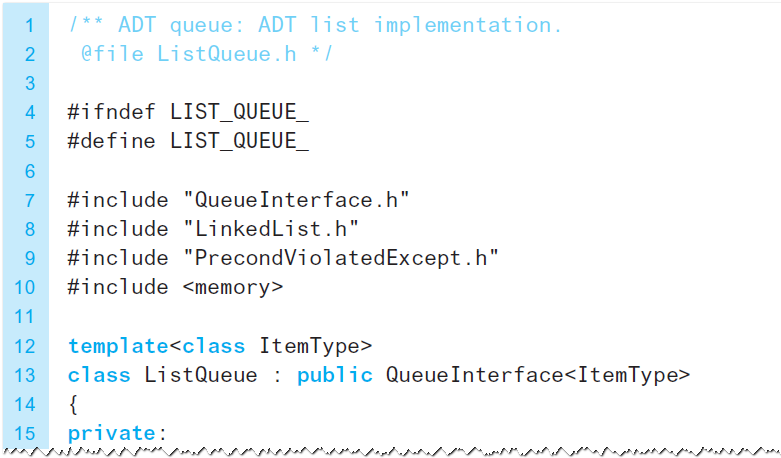 1 /** ADT queue: ADT list implementation.
2 @file ListQueue.h */
3
4 #ifndef LIST_QUEUE_
5 #define LIST_QUEUE_
6
7 #include "QueueInterface.h"
8 #include "LinkedList.h"
9 #include "PrecondViolatedExcept.h"
10 #include <memory>
11
12 template<class ItemType>
13 class ListQueue : public QueueInterface<ItemType>
14 {
15 private: